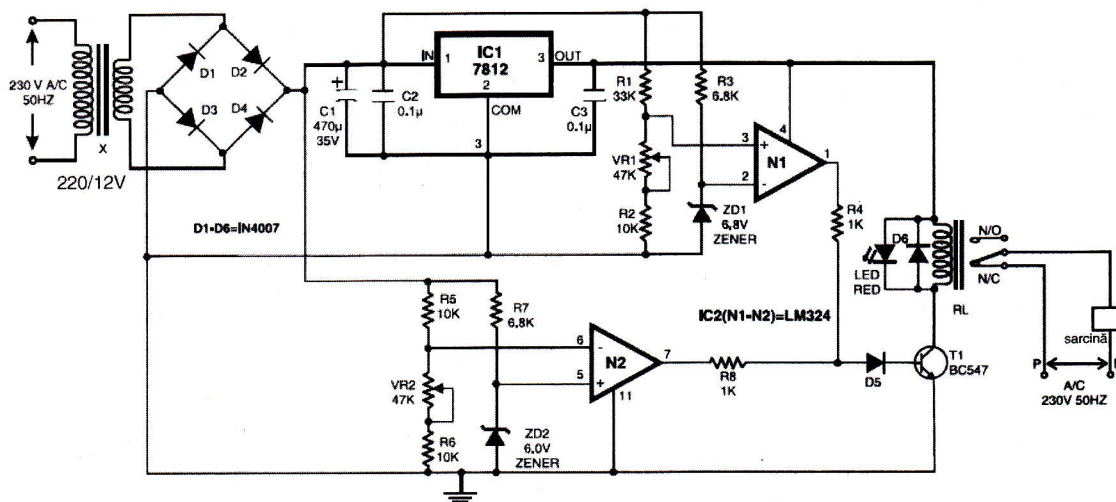 230 V A/C
50HZ
X
220/12V
D1
D2
D3
D4
D1-D6=IN4007
C1
470µ
35V
C2
0.1µ
IN
1
IC1
7812
3
OUT
2
COM
3
C3
0.1µ
R1
33K
R3
6.8K
VR1
47K
R2
10K
ZD1
6,8V
ZENER
3
+
2
-
N1
4
1
R4
1K
LED
RED
D6
RL
N/O
N/C
sarcină
P
A/C
230V 50HZ
R5
10K
R7
6.8K
VR2
47K
R6
10K
ZD2
6,0V
ZENER
6
-
5
+
N2
7
11
IC2(N1-N2)=LM324
R8
1K
D5
T1
BC547